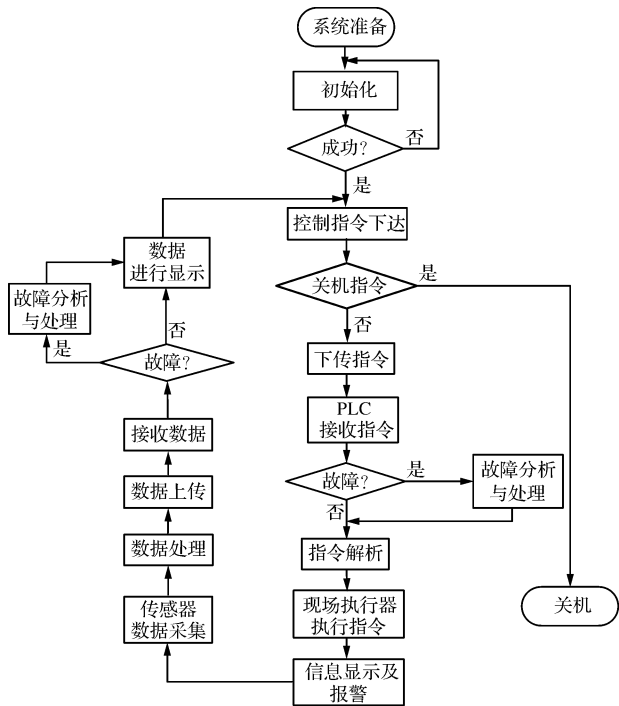 系统准备
初始化
成功?
否
是
控制指令下达
数据
进行显示
关机指令
是
故障分析
与处理
否
否
是
下传指令
故障?
PLC
接收指令
接收数据
故障?
是
故障分析
与处理
数据上传
否
数据处理
指令解析
传感器
数据采集
现场执行器
执行指令
关机
信息显示及
报警